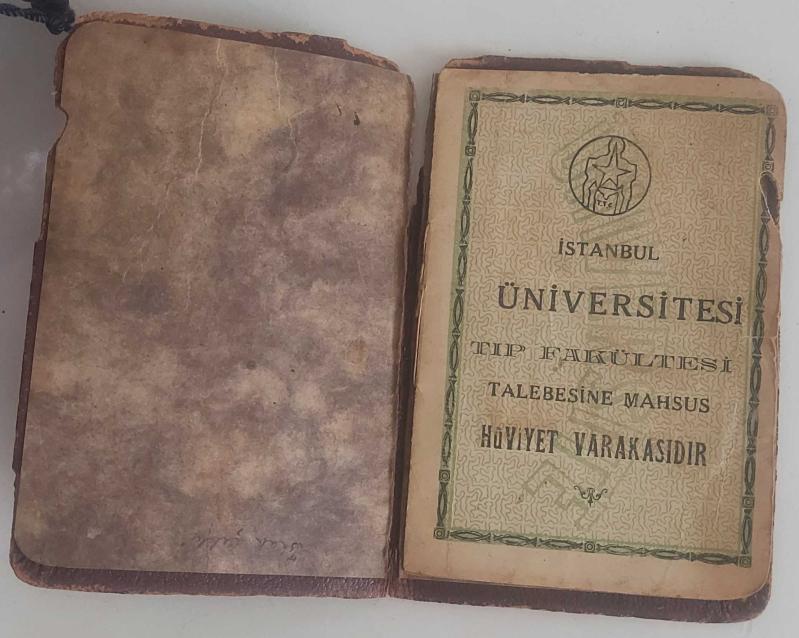 T.T.C.
İSTANBUL
ÜNİVERSİTESİ
TIP FAKÜLTESİ
TALEBESİNE MAHSUS
HÜVİYET VARAKASIDIR